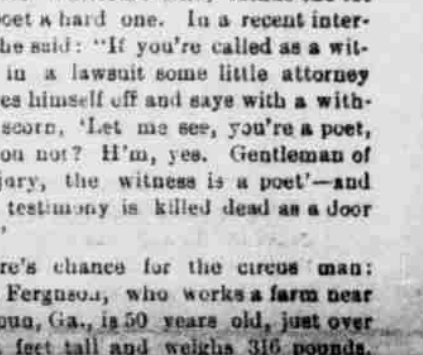 poet a hard one. In a recent inter-
he said: "If you're called as a wit-
in a lawsuit some little attorney
es himself off and says with a with-
scorn, 'Let me see, you're a poet,
ou not? H'm, yes. Gentleman of
jury, the witness is a poet'—and
testimony is killed dead as a door
'
re's chance for the circus man:
Ferguson, who works a farm near
oun, Ga., is 50 years old, just over
feet tall and weighs 316 pounds.